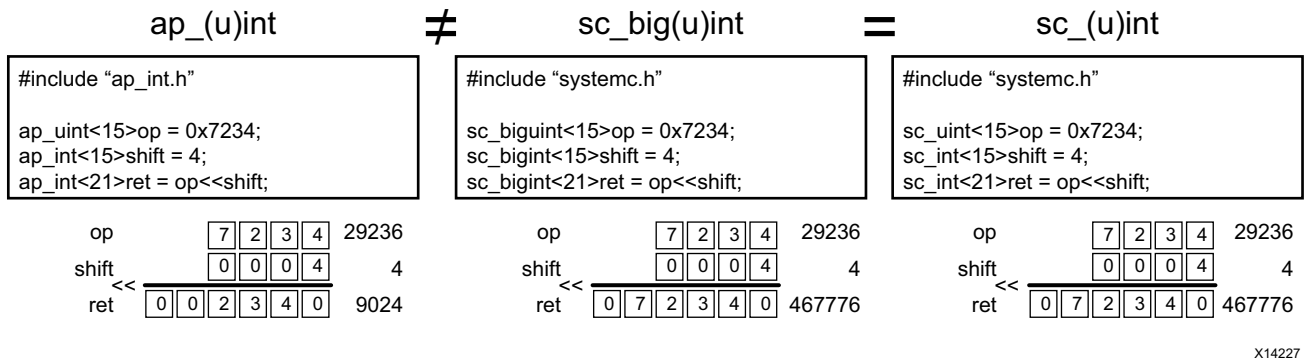 ap_(u)int ≠ sc_big(u)int = sc_(u)int
#include “ap_int.h”
ap_uint<15>op = 0x7234;
ap_int<15>shift = 4;
ap_int<21>ret = op<<shift;
#include “systemc.h”
sc_biguint<15>op = 0x7234;
sc_bigint<15>shift = 4;
sc_bigint<21>ret = op<<shift;
#include “systemc.h”
sc_uint<15>op = 0x7234;
sc_int<15>shift = 4;
sc_int<21>ret = op<<shift;
op 7 2 3 4 29236
shift 0 0 0 4 4
<<
ret 0 0 2 3 4 0 9024
op 7 2 3 4 29236
shift 0 0 0 4 4
<<
ret 0 7 2 3 4 0 467776
op 7 2 3 4 29236
shift 0 0 0 4 4
<<
ret 0 7 2 3 4 0 467776
X14227